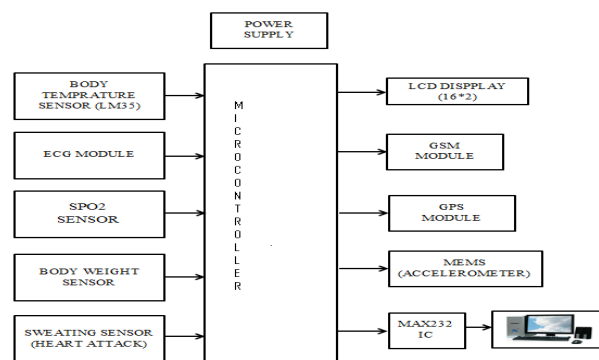 POWER
SUPPLY
BODY
TEMPRATURE
SENSOR (LM35)
ECG MODULE
SPO2
SENSOR
BODY WEIGHT
SENSOR
SWEATING SENSOR
(HEART ATTACK)
MICROCONTROLLER
LCD DISPPLAY
(16*2)
GSM
MODULE
GPS
MODULE
MEMS
(ACCELEROMETER)
MAX232
IC